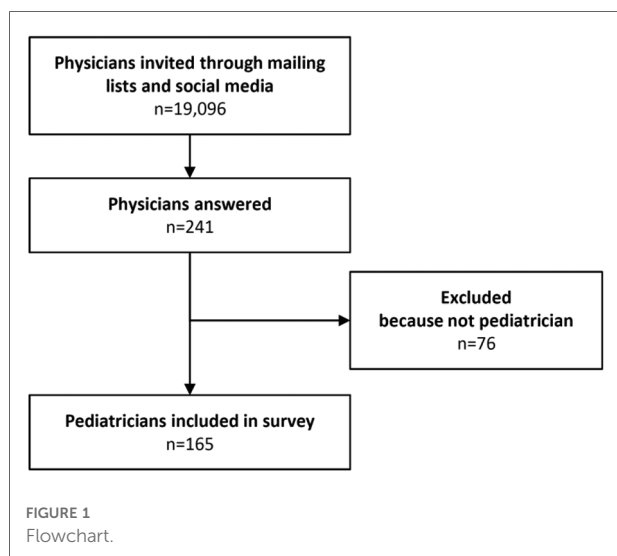 Physicians invited through mailing
lists and social media
n=19,096
Physicians answered
n=241
Excluded
because not pediatrician
n=76
Pediatricians included in survey
n=165
FIGURE 1
Flowchart.